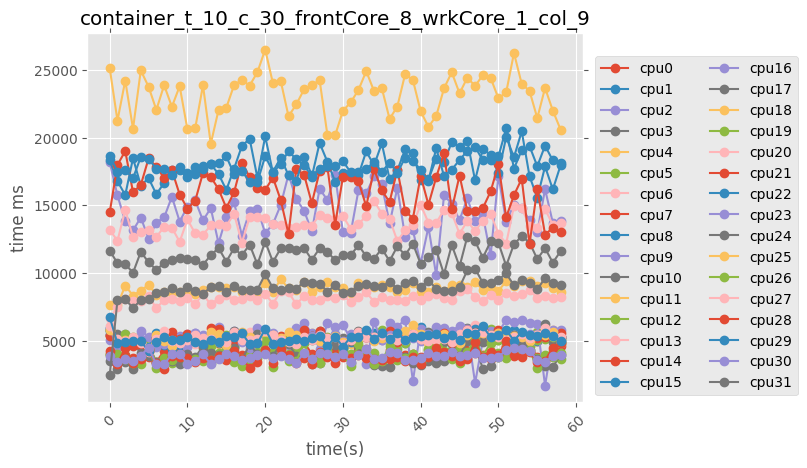 container_t_10_c_30_frontCore_8_wrkCore_1_col_9
25000
20000
15000
10000
5000
time ms
0
10
20
30
40
50
60
time(s)
cpu0
cpu1
cpu2
cpu3
cpu4
cpu5
cpu6
cpu7
cpu8
cpu9
cpu10
cpu11
cpu12
cpu13
cpu14
cpu15
cpu16
cpu17
cpu18
cpu19
cpu20
cpu21
cpu22
cpu23
cpu24
cpu25
cpu26
cpu27
cpu28
cpu29
cpu30
cpu31